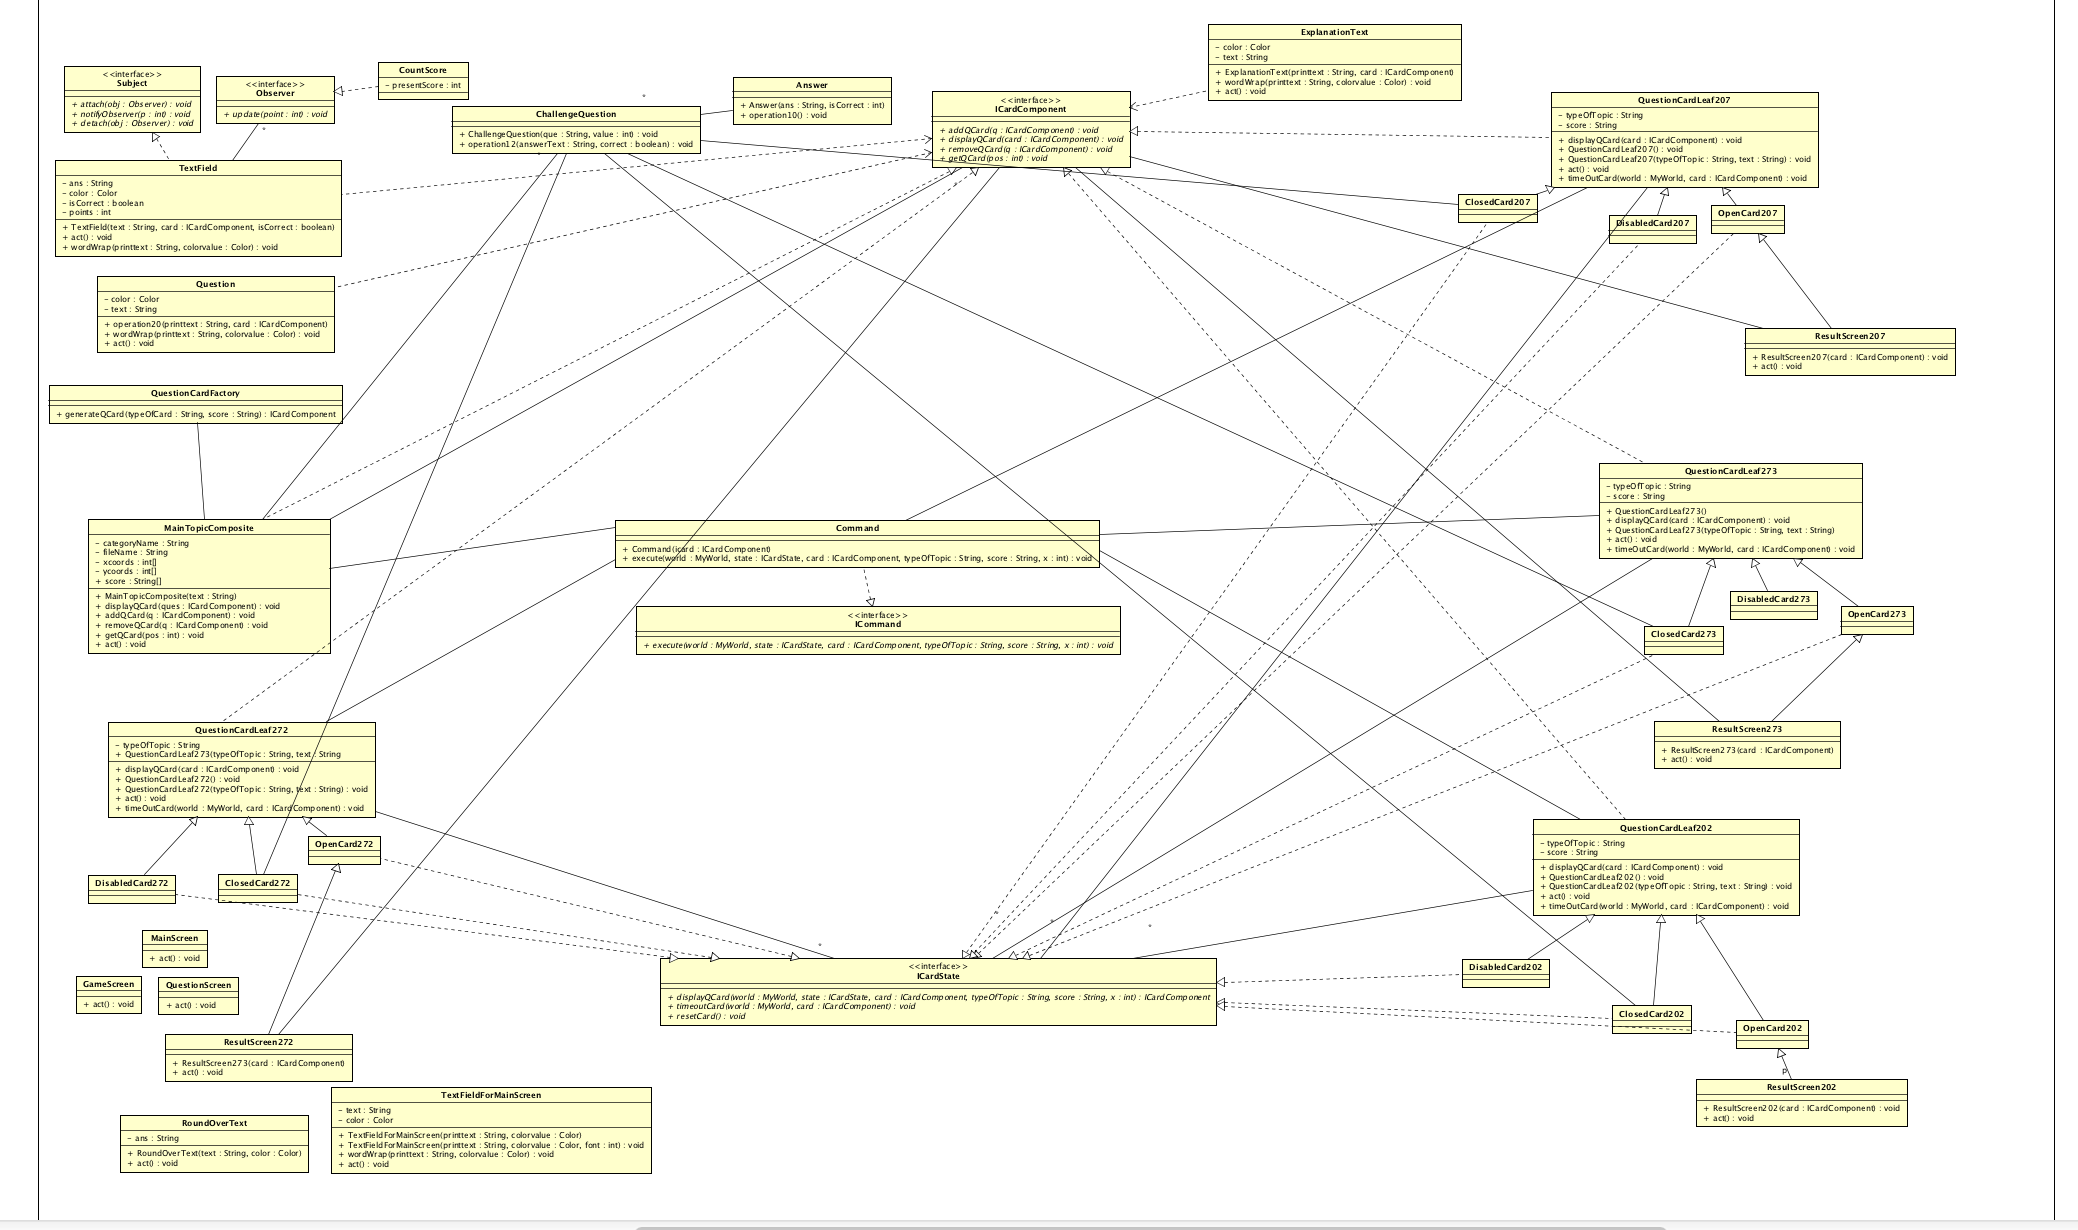 <<interface>>
Subject
+ attach(obj : Observer) : void
+ notifyObserver(p : int) : void
+ detach(obj : Observer) : void
<<interface>>
Observer
+ update(point : int) : void
*
CountScore
- presentScore : int
*
ChallengeQuestion
+ ChallengeQuestion(que : String, value : int) : void
+ operation12(answerText : String, correct : boolean) : void
Answer
+ Answer(ans : String, isCorrect : int)
+ operation10() : void
<<interface>>
ICardComponent
+ addQCard(q : ICardComponent) : void
+ displayQCard(card : ICardComponent) : void
+ removeQCard(q : ICardComponent) : void
+ getQCard(pos : int) : void
ExplanationText
- color : Color
- text : String
+ ExplanationText(printtext : String, card : ICardComponent)
+ wordWrap(printtext : String, colorvalue : Color) : void
+ act() : void
QuestionCardLeaf207
- typeOfTopic : String
- score : String
+ displayQCard(card : ICardComponent) : void
+ QuestionCardLeaf207() : void
+ QuestionCardLeaf207(typeOfTopic : String, text : String) : void
+ act() : void
+ timeOutCard(world : MyWorld, card : ICardComponent) : void
TextField
- ans : String
- color : Color
- isCorrect : boolean
- points : int
+ TextField(text : String, card : ICardComponent, isCorrect : boolean)
+ act() : void
+ wordWrap(printtext : String, colorvalue : Color) : void
ClosedCard207
DisabledCard207
OpenCard207
Question
- color : Color
- text : String
+ operation20(printtext : String, card : ICardComponent)
+ wordWrap(printtext : String, colorvalue : Color) : void
+ act() : void
ResultScreen207
+ ResultScreen207(card : ICardComponent) : void
+ act() : void
QuestionCardFactory
+ generateQCard(typeOfCard : String, score : String) : ICardComponent
QuestionCardLeaf273
- typeOfTopic : String
- score : String
+ QuestionCardLeaf273()
+ displayQCard(card : ICardComponent) : void
+ QuestionCardLeaf273(typeOfTopic : String, text : String)
+ act() : void
+ timeOutCard(world : MyWorld, card : ICardComponent) : void
MainTopicComposite
- categoryName : String
- fileName : String
- xcoords : int[]
- ycoords : int[]
+ score : String[]
+ MainTopicComposite(text : String)
+ displayQCard(ques : ICardComponent) : void
+ addQCard(q : ICardComponent) : void
+ removeQCard(q : ICardComponent) : void
+ getQCard(pos : int) : void
+ act() : void
Command
+ Command(icard : ICardComponent)
+ execute(world : MyWorld, state : ICardState, card : ICardComponent, typeOfTopic : String, score : String, x : int) : void
<<interface>>
ICommand
+ execute(world : MyWorld, state : ICardState, card : ICardComponent, typeOfTopic : String, score : String, x : int) : void
DisabledCard273
OpenCard273
ClosedCard273
ResultScreen273
+ ResultScreen273(card : ICardComponent)
+ act() : void
QuestionCardLeaf272
- typeOfTopic : String
+ QuestionCardLeaf273(typeOfTopic : String, text : String
+ displayQCard(card : ICardComponent) : void
+ QuestionCardLeaf272() : void
+ QuestionCardLeaf272(typeOfTopic : String, text : String) : void
+ act() : void
+ timeOutCard(world : MyWorld, card : ICardComponent) : void
OpenCard272
DisabledCard272
ClosedCard272
QuestionCardLeaf202
- typeOfTopic : String
- score : String
+ displayQCard(card : ICardComponent) : void
+ QuestionCardLeaf202() : void
+ QuestionCardLeaf202(typeOfTopic : String, text : String) : void
+ act() : void
+ timeOutCard(world : MyWorld, card : ICardComponent) : void
*
*
*
*
MainScreen
+ act() : void
GameScreen
+ act() : void
QuestionScreen
+ act() : void
<<interface>>
ICardState
+ displayQCard(world : MyWorld, state : ICardState, card : ICardComponent, typeOfTopic : String, score : String, x : int) : ICardComponent
+ timeoutCard(world : MyWorld, card : ICardComponent) : void
+ resetCard() : void
DisabledCard202
ClosedCard202
OpenCard202
ResultScreen272
+ ResultScreen273(card : ICardComponent)
+ act() : void
p
ResultScreen202
+ ResultScreen202(card : ICardComponent) : void
+ act() : void
TextFieldForMainScreen
- text : String
- color : Color
+ TextFieldForMainScreen(printtext : String, colorvalue : Color)
+ TextFieldForMainScreen(printtext : String, colorvalue : Color, font : int) : void
+ wordWrap(printtext : String, colorvalue : Color) : void
+ act() : void
RoundOverText
- ans : String
+ RoundOverText(text : String, color : Color)
+ act() : void